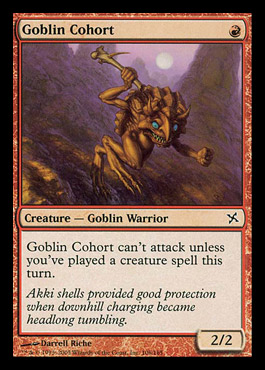 Goblin Cohort
Creature — Goblin Warrior
Goblin Cohort can't attack unless
you've played a creature spell this
turn.
Akki shells provided good protection
when downhill charging became
headlong tumbling.
2/2
Darrell Riche